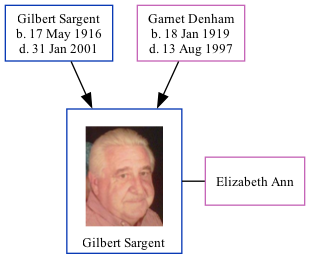 Gilbert Sargent
b. 17 May 1916
d. 31 Jan 2001
Garnet Denham
b. 18 Jan 1919
d. 13 Aug 1997
Elizabeth Ann
Gilbert Sargent